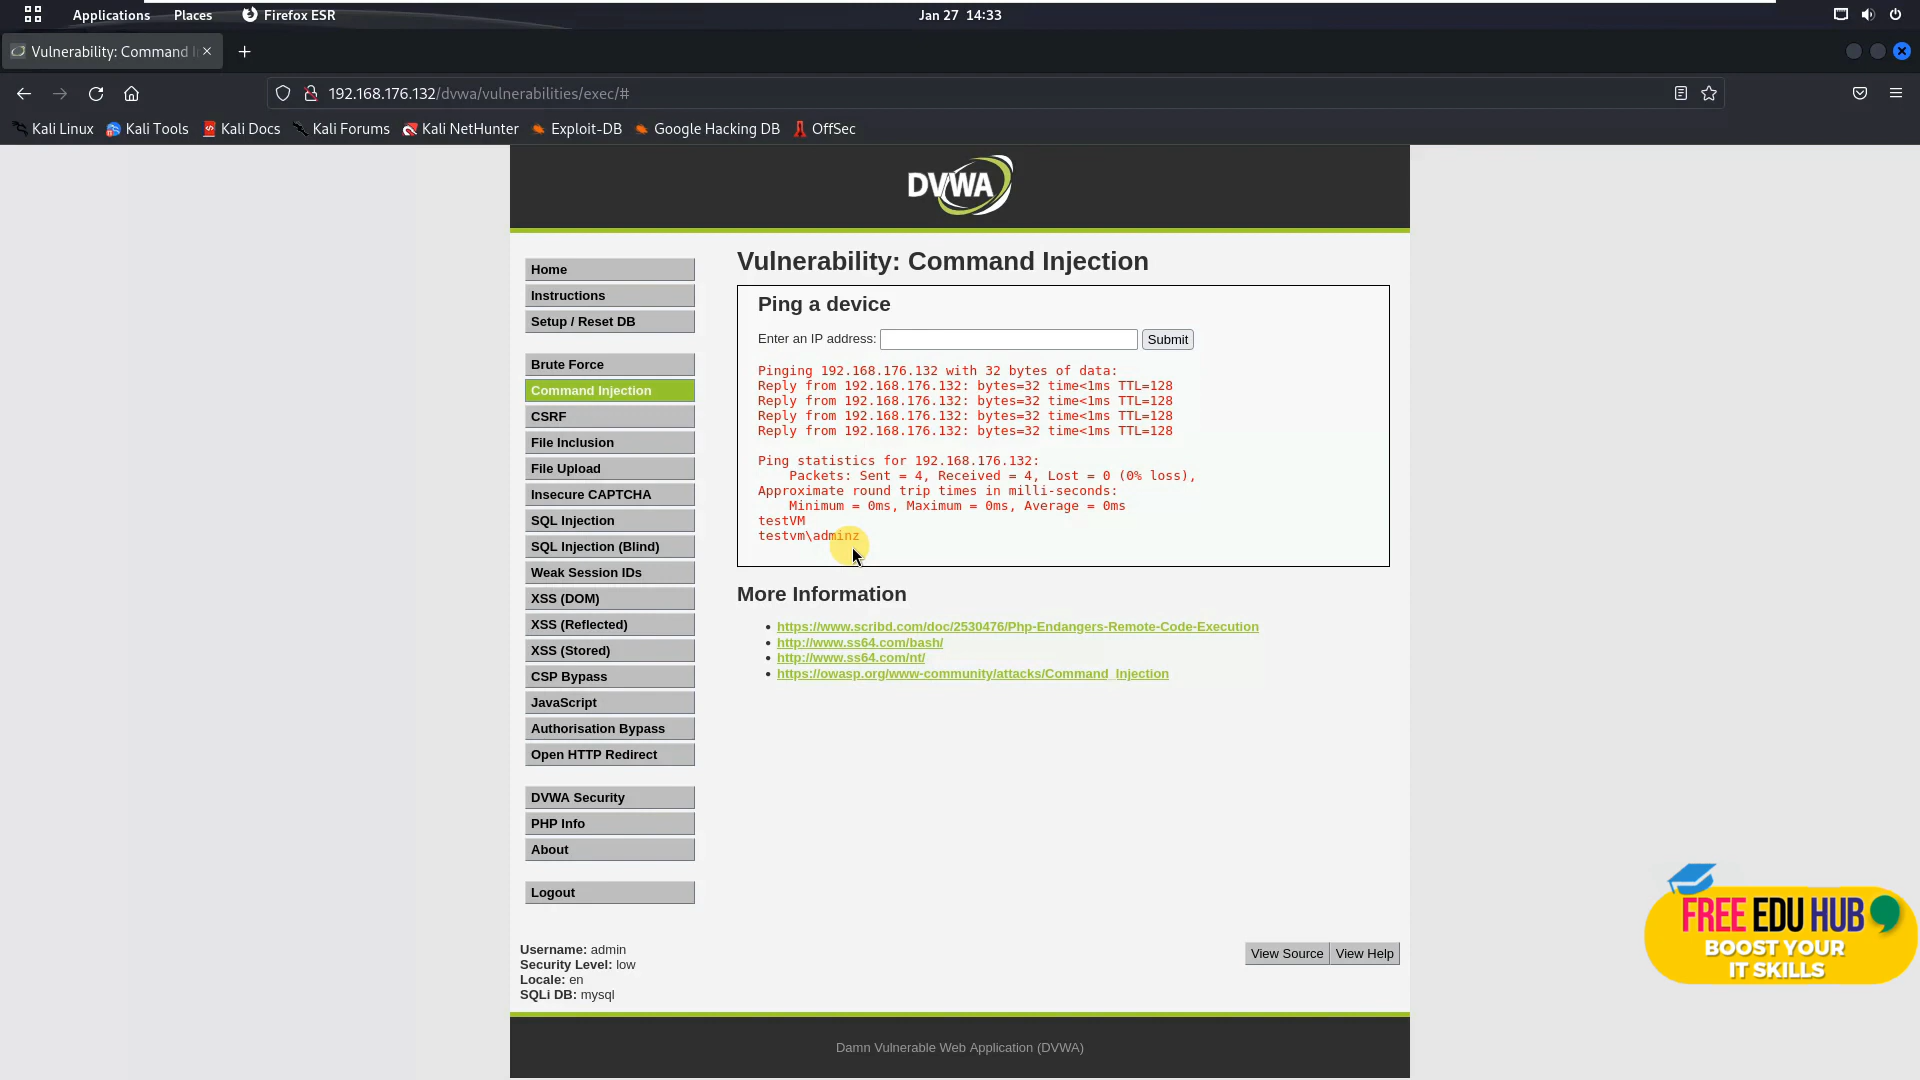 Applications Places Firefox ESR Jan 27 14:33
Vulnerability: Command I
192.168.176.132/dvwa/vulnerabilities/exec/#
Kali Linux Kali Tools Kali Docs Kali Forums Kali NetHunter Exploit-DB Google Hacking DB OffSec
DVWA
Home
Instructions
Setup / Reset DB
Brute Force
Command Injection
CSRF
File Inclusion
File Upload
Insecure CAPTCHA
SQL Injection
SQL Injection (Blind)
Weak Session IDs
XSS (DOM)
XSS (Reflected)
XSS (Stored)
CSP Bypass
JavaScript
Authorisation Bypass
Open HTTP Redirect
DVWA Security
PHP Info
About
Logout
Vulnerability: Command Injection
Ping a device
Enter an IP address: Submit
Pinging 192.168.176.132 with 32 bytes of data:
Reply from 192.168.176.132: bytes=32 time<1ms TTL=128
Reply from 192.168.176.132: bytes=32 time<1ms TTL=128
Reply from 192.168.176.132: bytes=32 time<1ms TTL=128
Reply from 192.168.176.132: bytes=32 time<1ms TTL=128
Ping statistics for 192.168.176.132:
Packets: Sent = 4, Received = 4, Lost = 0 (0% loss),
Approximate round trip times in milli-seconds:
Minimum = 0ms, Maximum = 0ms, Average = 0ms
testVM
testvm\adminz
More Information
https://www.scribd.com/doc/2530476/Php-Endangers-Remote-Code-Execution
http://www.ss64.com/bash/
http://www.ss64.com/nt/
https://owasp.org/www-community/attacks/Command_Injection
Username: admin
Security Level: low
Locale: en
SQLi DB: mysql
View Source View Help
Damn Vulnerable Web Application (DVWA)
FREE EDU HUB
BOOST YOUR
IT SKILLS